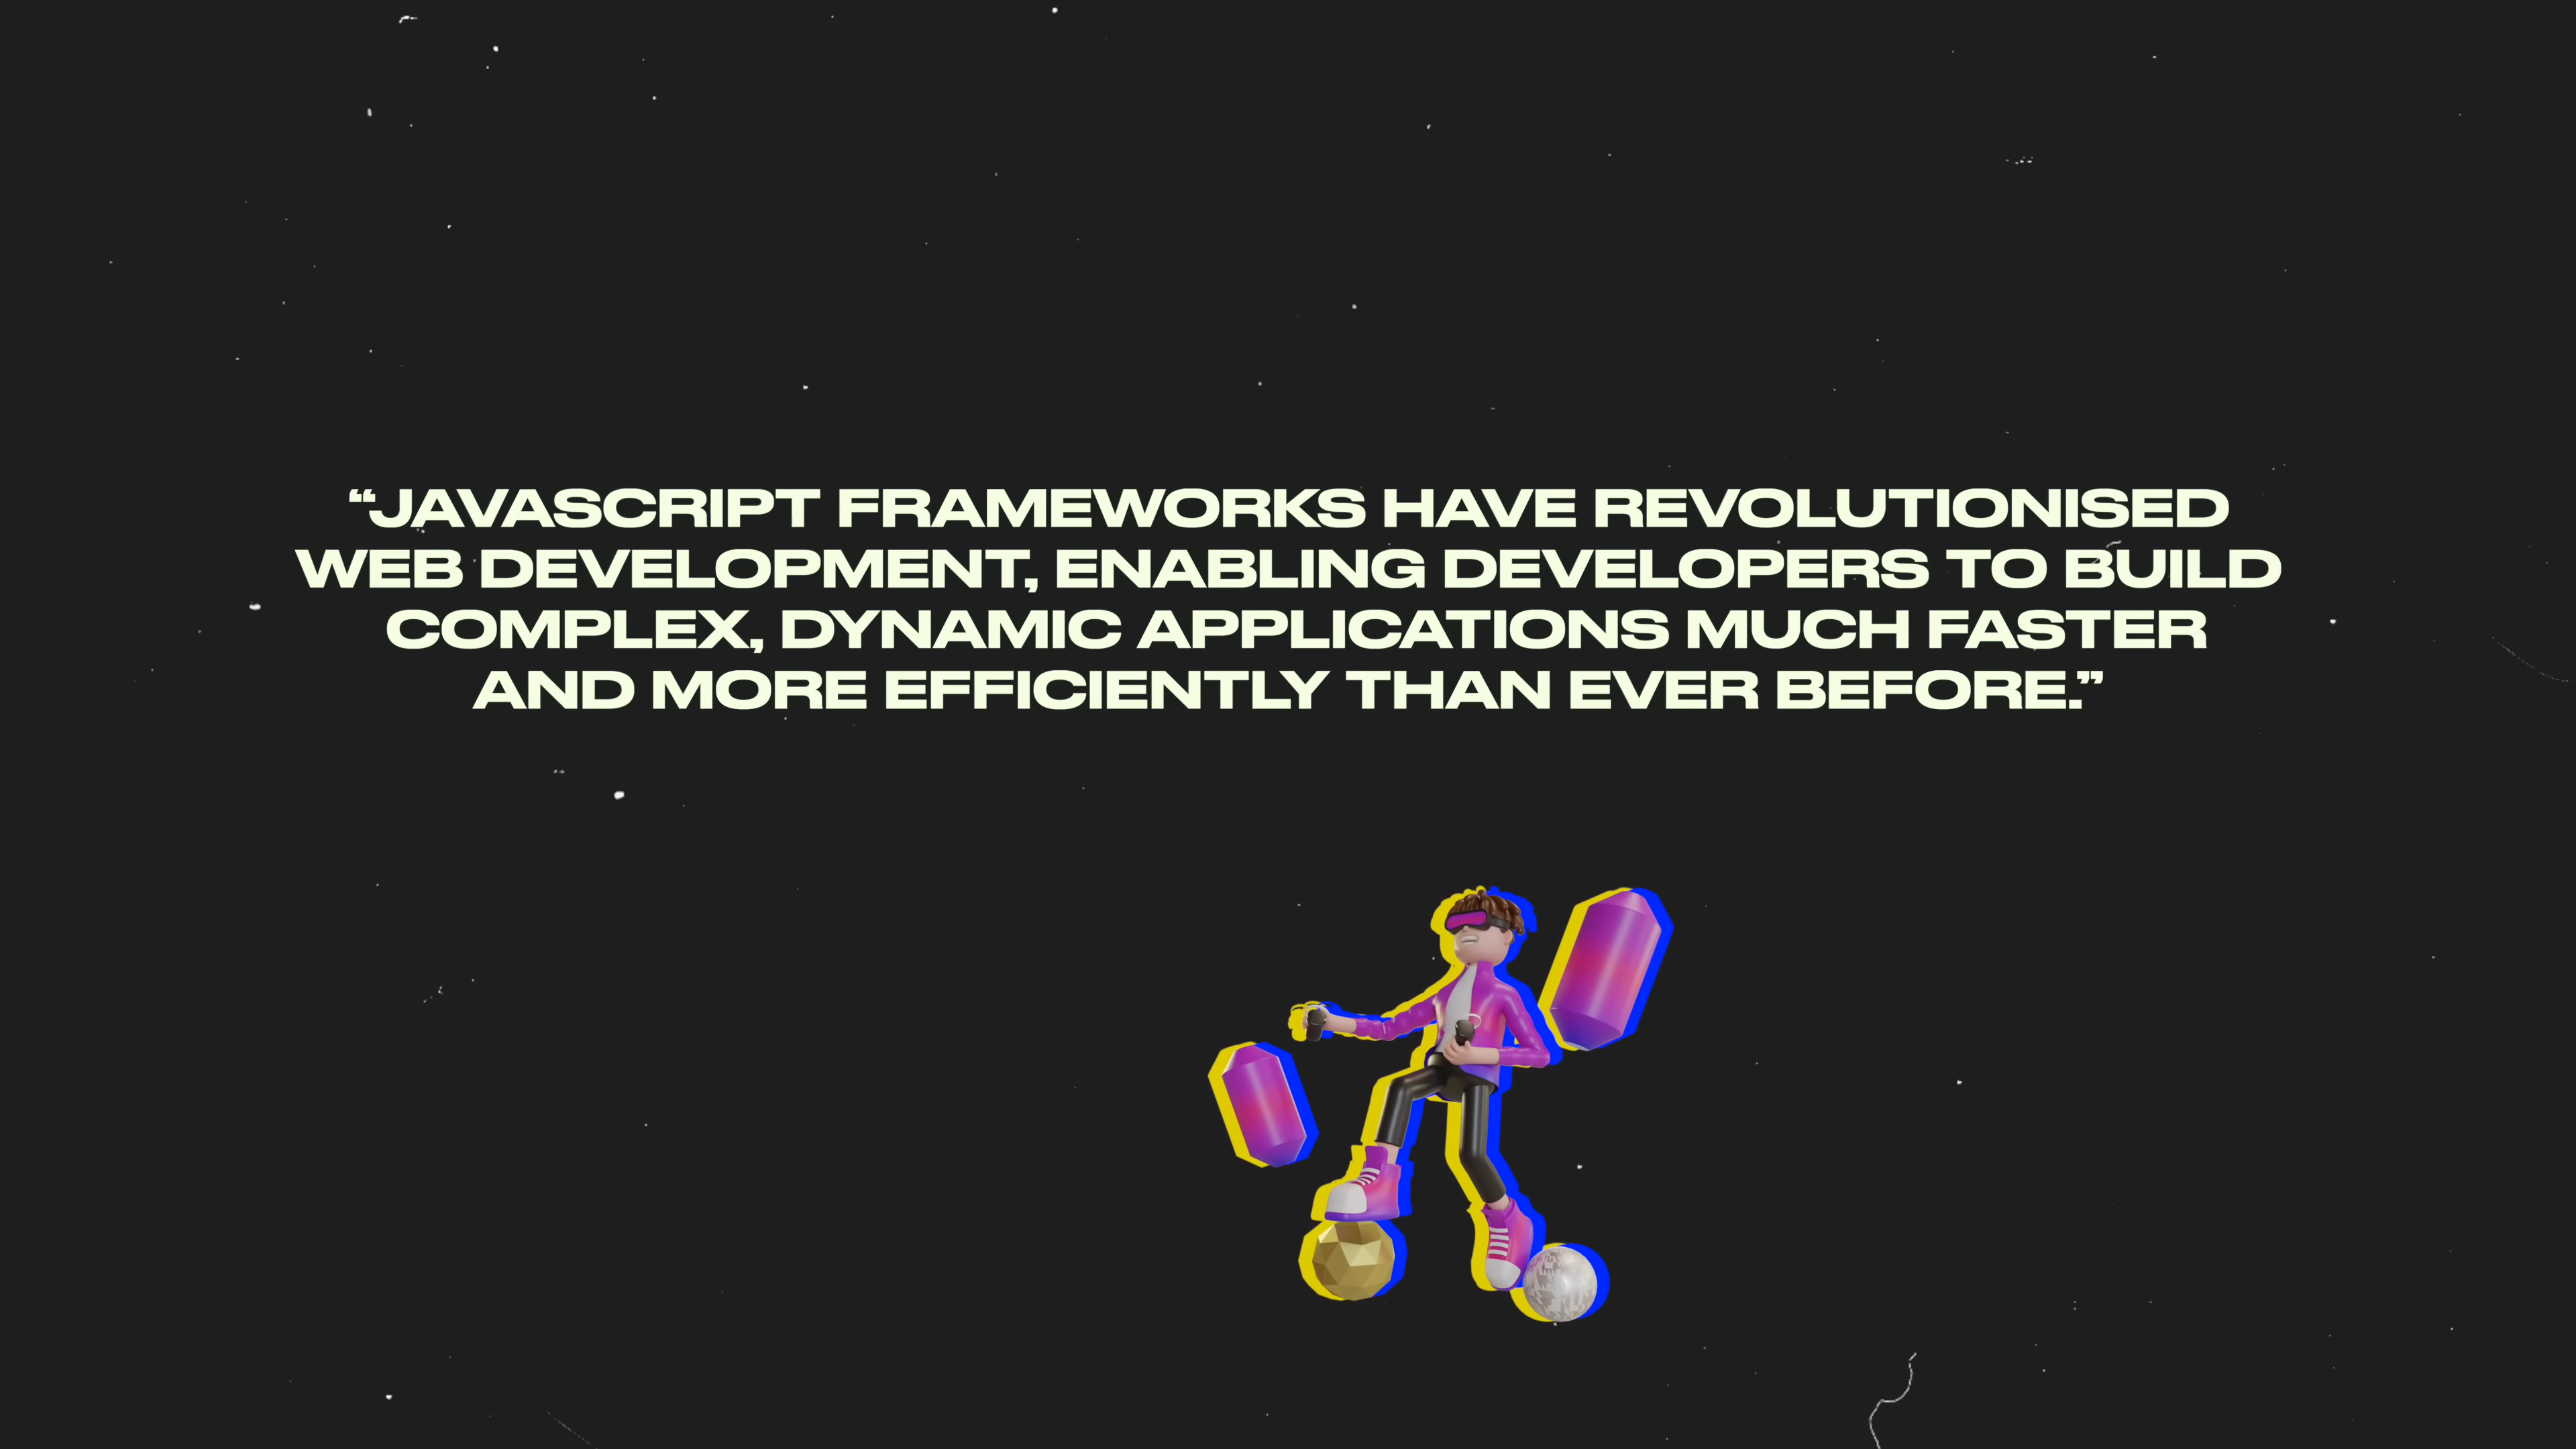 “JAVASCRIPT FRAMEWORKS HAVE REVOLUTIONISED
WEB DEVELOPMENT, ENABLING DEVELOPERS TO BUILD
COMPLEX, DYNAMIC APPLICATIONS MUCH FASTER
AND MORE EFFICIENTLY THAN EVER BEFORE.”